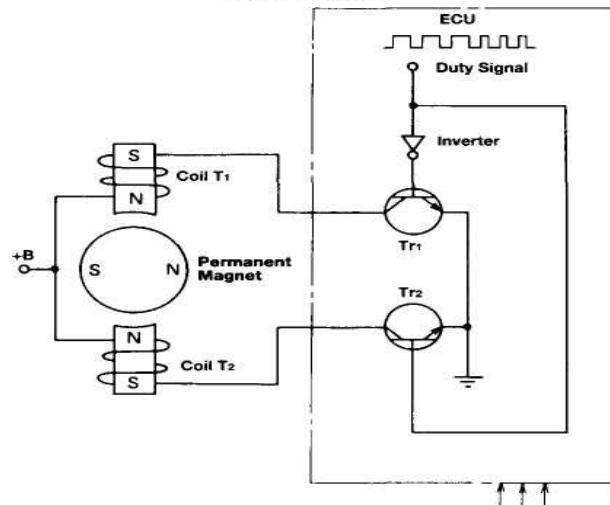 ECU
Duty Signal
Inverter
S
Coil T1
N
Tr1
+B
S
N
Permanent
Magnet
Tr2
N
Coil T2
S